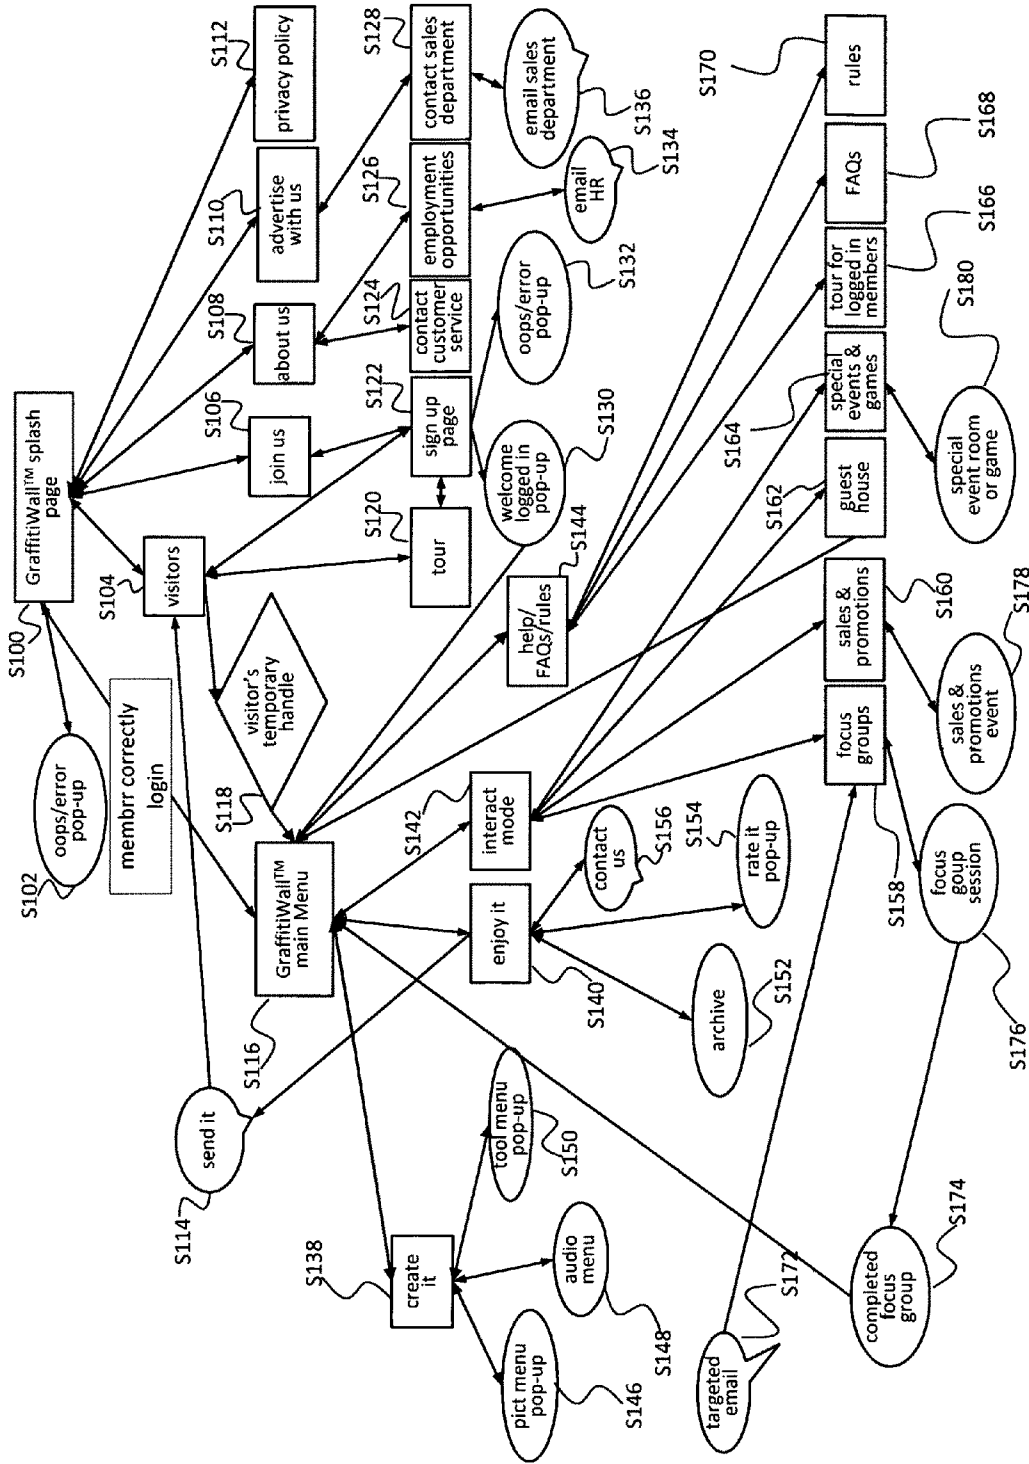 S112
privacy policy
S128
contact sales
department
email sales
department
S136
S110
advertise
with us
S126
employment
opportunities
email
HR
S134
S108
about us
S124
contact
customer
service
oops/error
pop-up
S132
GraffitiWall™ splash
page
S100
S106
join us
S122
sign up
page
welcome
logged in
pop-up
S130
S104
visitors
S120
tour
S102
oops/error
pop-up
membrr correctly
login
S118
visitor's
temporary
handle
S144
help/
FAQs/rules
S170
rules
FAQs
S168
tour for
logged in
members
S166
S164
special
events &
games
S180
special
event room
or game
S162
guest
house
sales &
promotions
S160
sales &
promotions
event
S178
focus
groups
S158
focus
goup
session
S176
GraffitiWall™
main Menu
S116
S142
interact
mode
enjoy it
S140
contact
us
S156
S154
rate it
pop-up
archive
S152
send it
S114
S138
create
it
tool menu
pop-up
S150
audio
menu
S148
pict menu
pop-up
S146
targeted
email
S172
completed
focus
group
S174